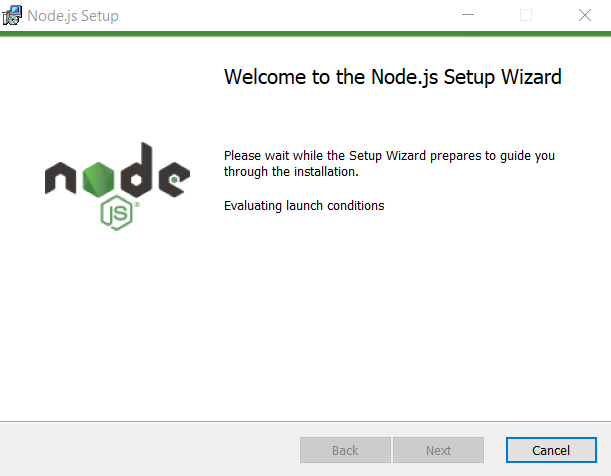 Node.js Setup
Welcome to the Node.js Setup Wizard
Please wait while the Setup Wizard prepares to guide you
through the installation.
node
JS
Evaluating launch conditions
Back
Next
Cancel